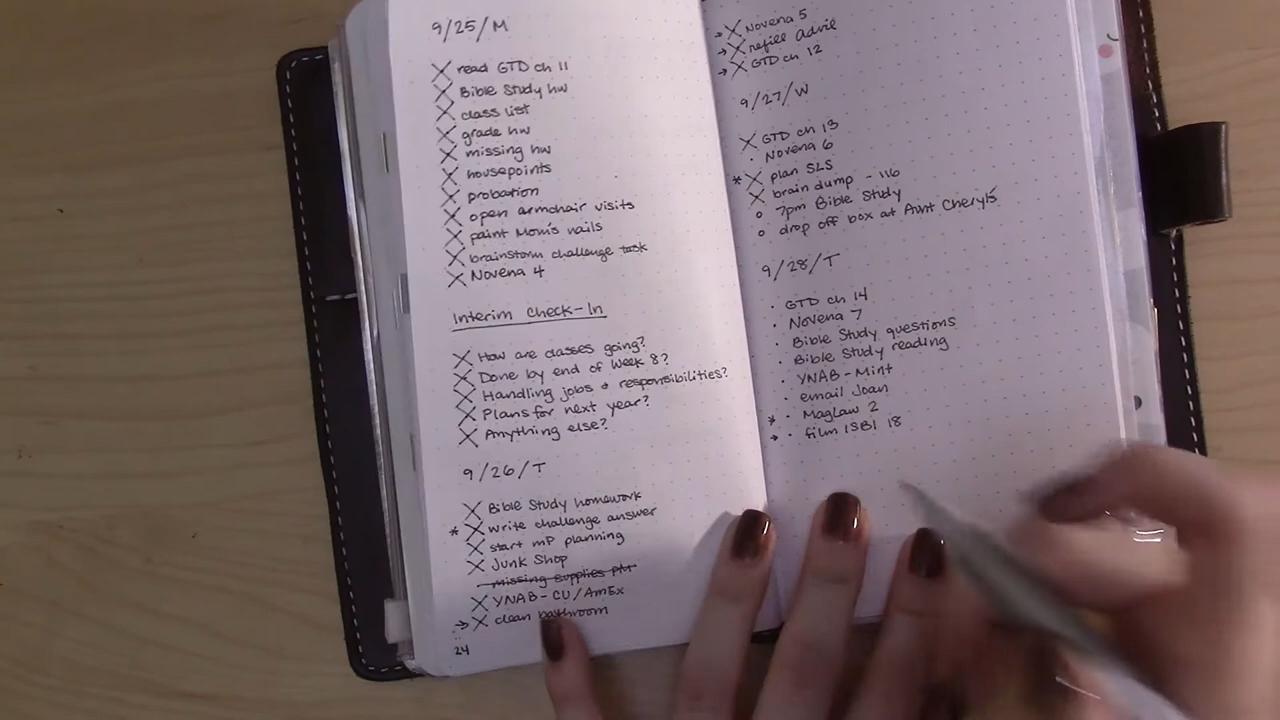 9/25/M
X read GTD ch 11
X Bible Study hw
X class list
X grade hw
X missing hw
X housepoints
X probation
X open armchair visits
X paint Mom's nails
X brainstorm challenge task
X Novena 4
Interim Check-In
X How are classes going?
X Done by end of Week 8?
X Handling jobs & responsibilities?
X Plans for next year?
X Anything else?
9/26/T
X Bible Study homework
* X write challenge answer
X start MP planning
X Junk Shop
missing supplies
X YNAB - CU/AmEx
→ X clean bathroom
24
→ X Novena 5
→ X refill Advil
→ X GTD ch 12
9/27/W
X GTD ch 13
· Novena 6
* X plan SLS
X brain dump - 116
o 7pm Bible Study
o drop off box at Aunt Cheryl's
9/28/T
· GTD ch 14
· Novena 7
· Bible Study questions
· Bible Study reading
· YNAB - Mint
· email Joan
* · MagLaw 2
→ · film ISBI 18